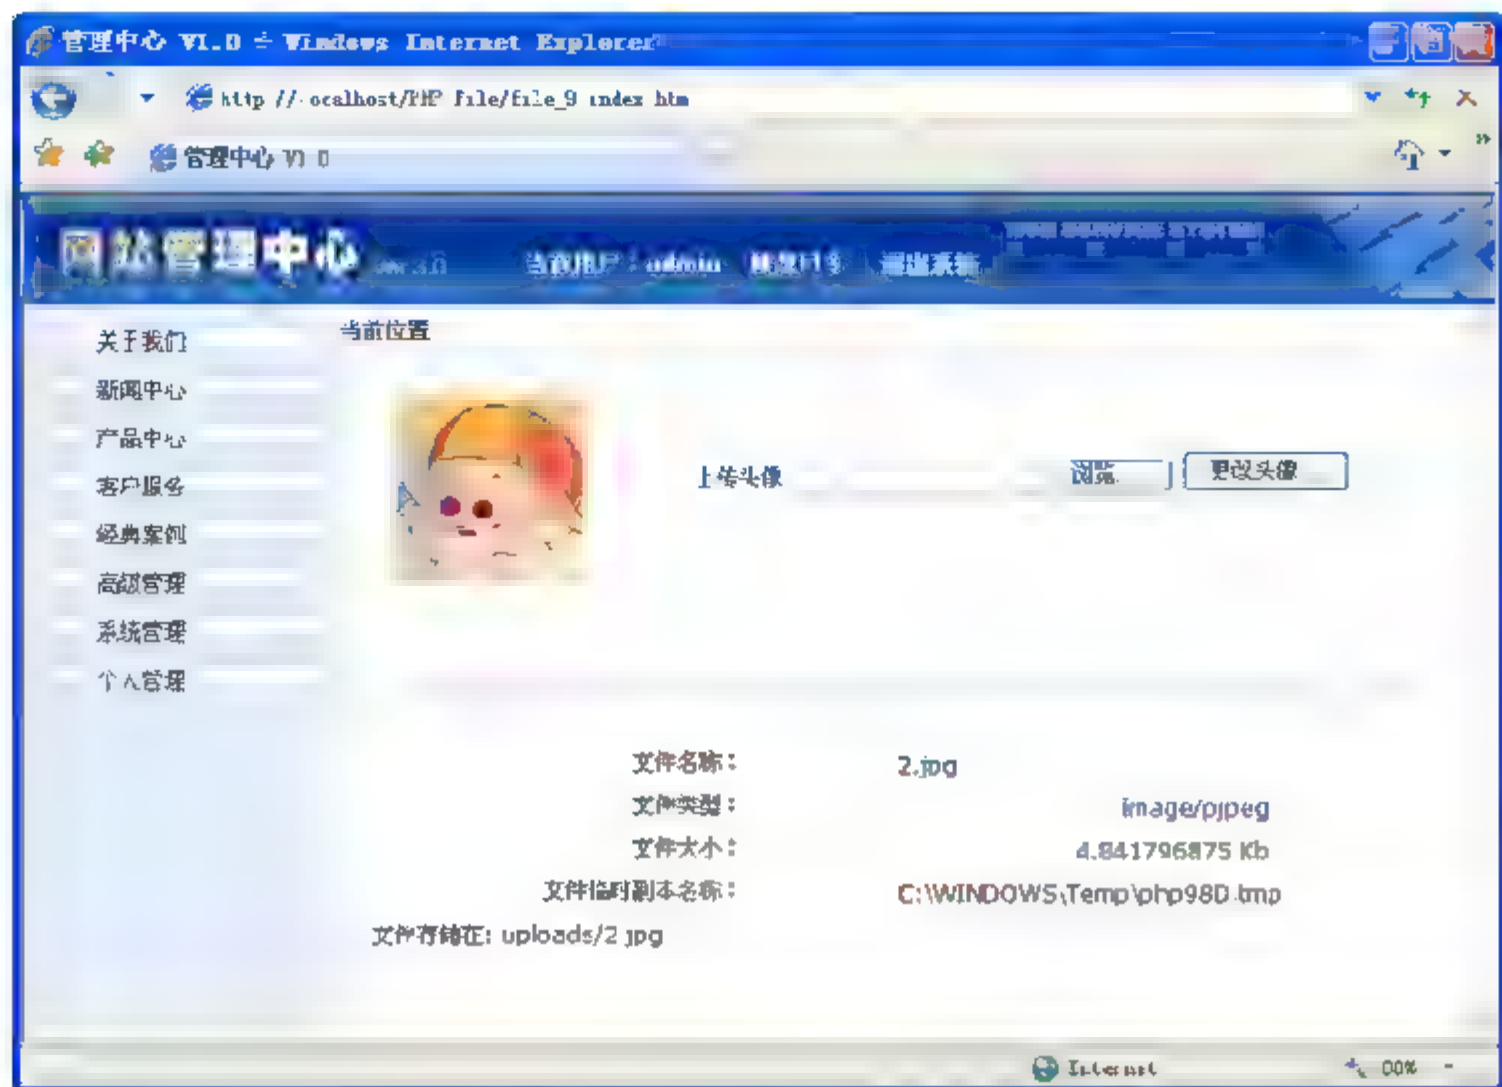 管理中心 V1.0 - Windows Internet Explorer
http //localhost/PHP file/file_9 index htm
管理中心 V1 0
网站管理中心
当前用户：admin 退出系统
关于我们
当前位置
新闻中心
产品中心
上传头像 浏览. 更改头像
客户服务
经典案例
高级管理
系统管理
个人管理
文件名称： 2.jpg
文件类型： image/pjpeg
文件大小： 4.841796875 Kb
文件临时副本名称： C:\WINDOWS\Temp\php98D.tmp
文件存储在: uploads/2 jpg
Internet 00%